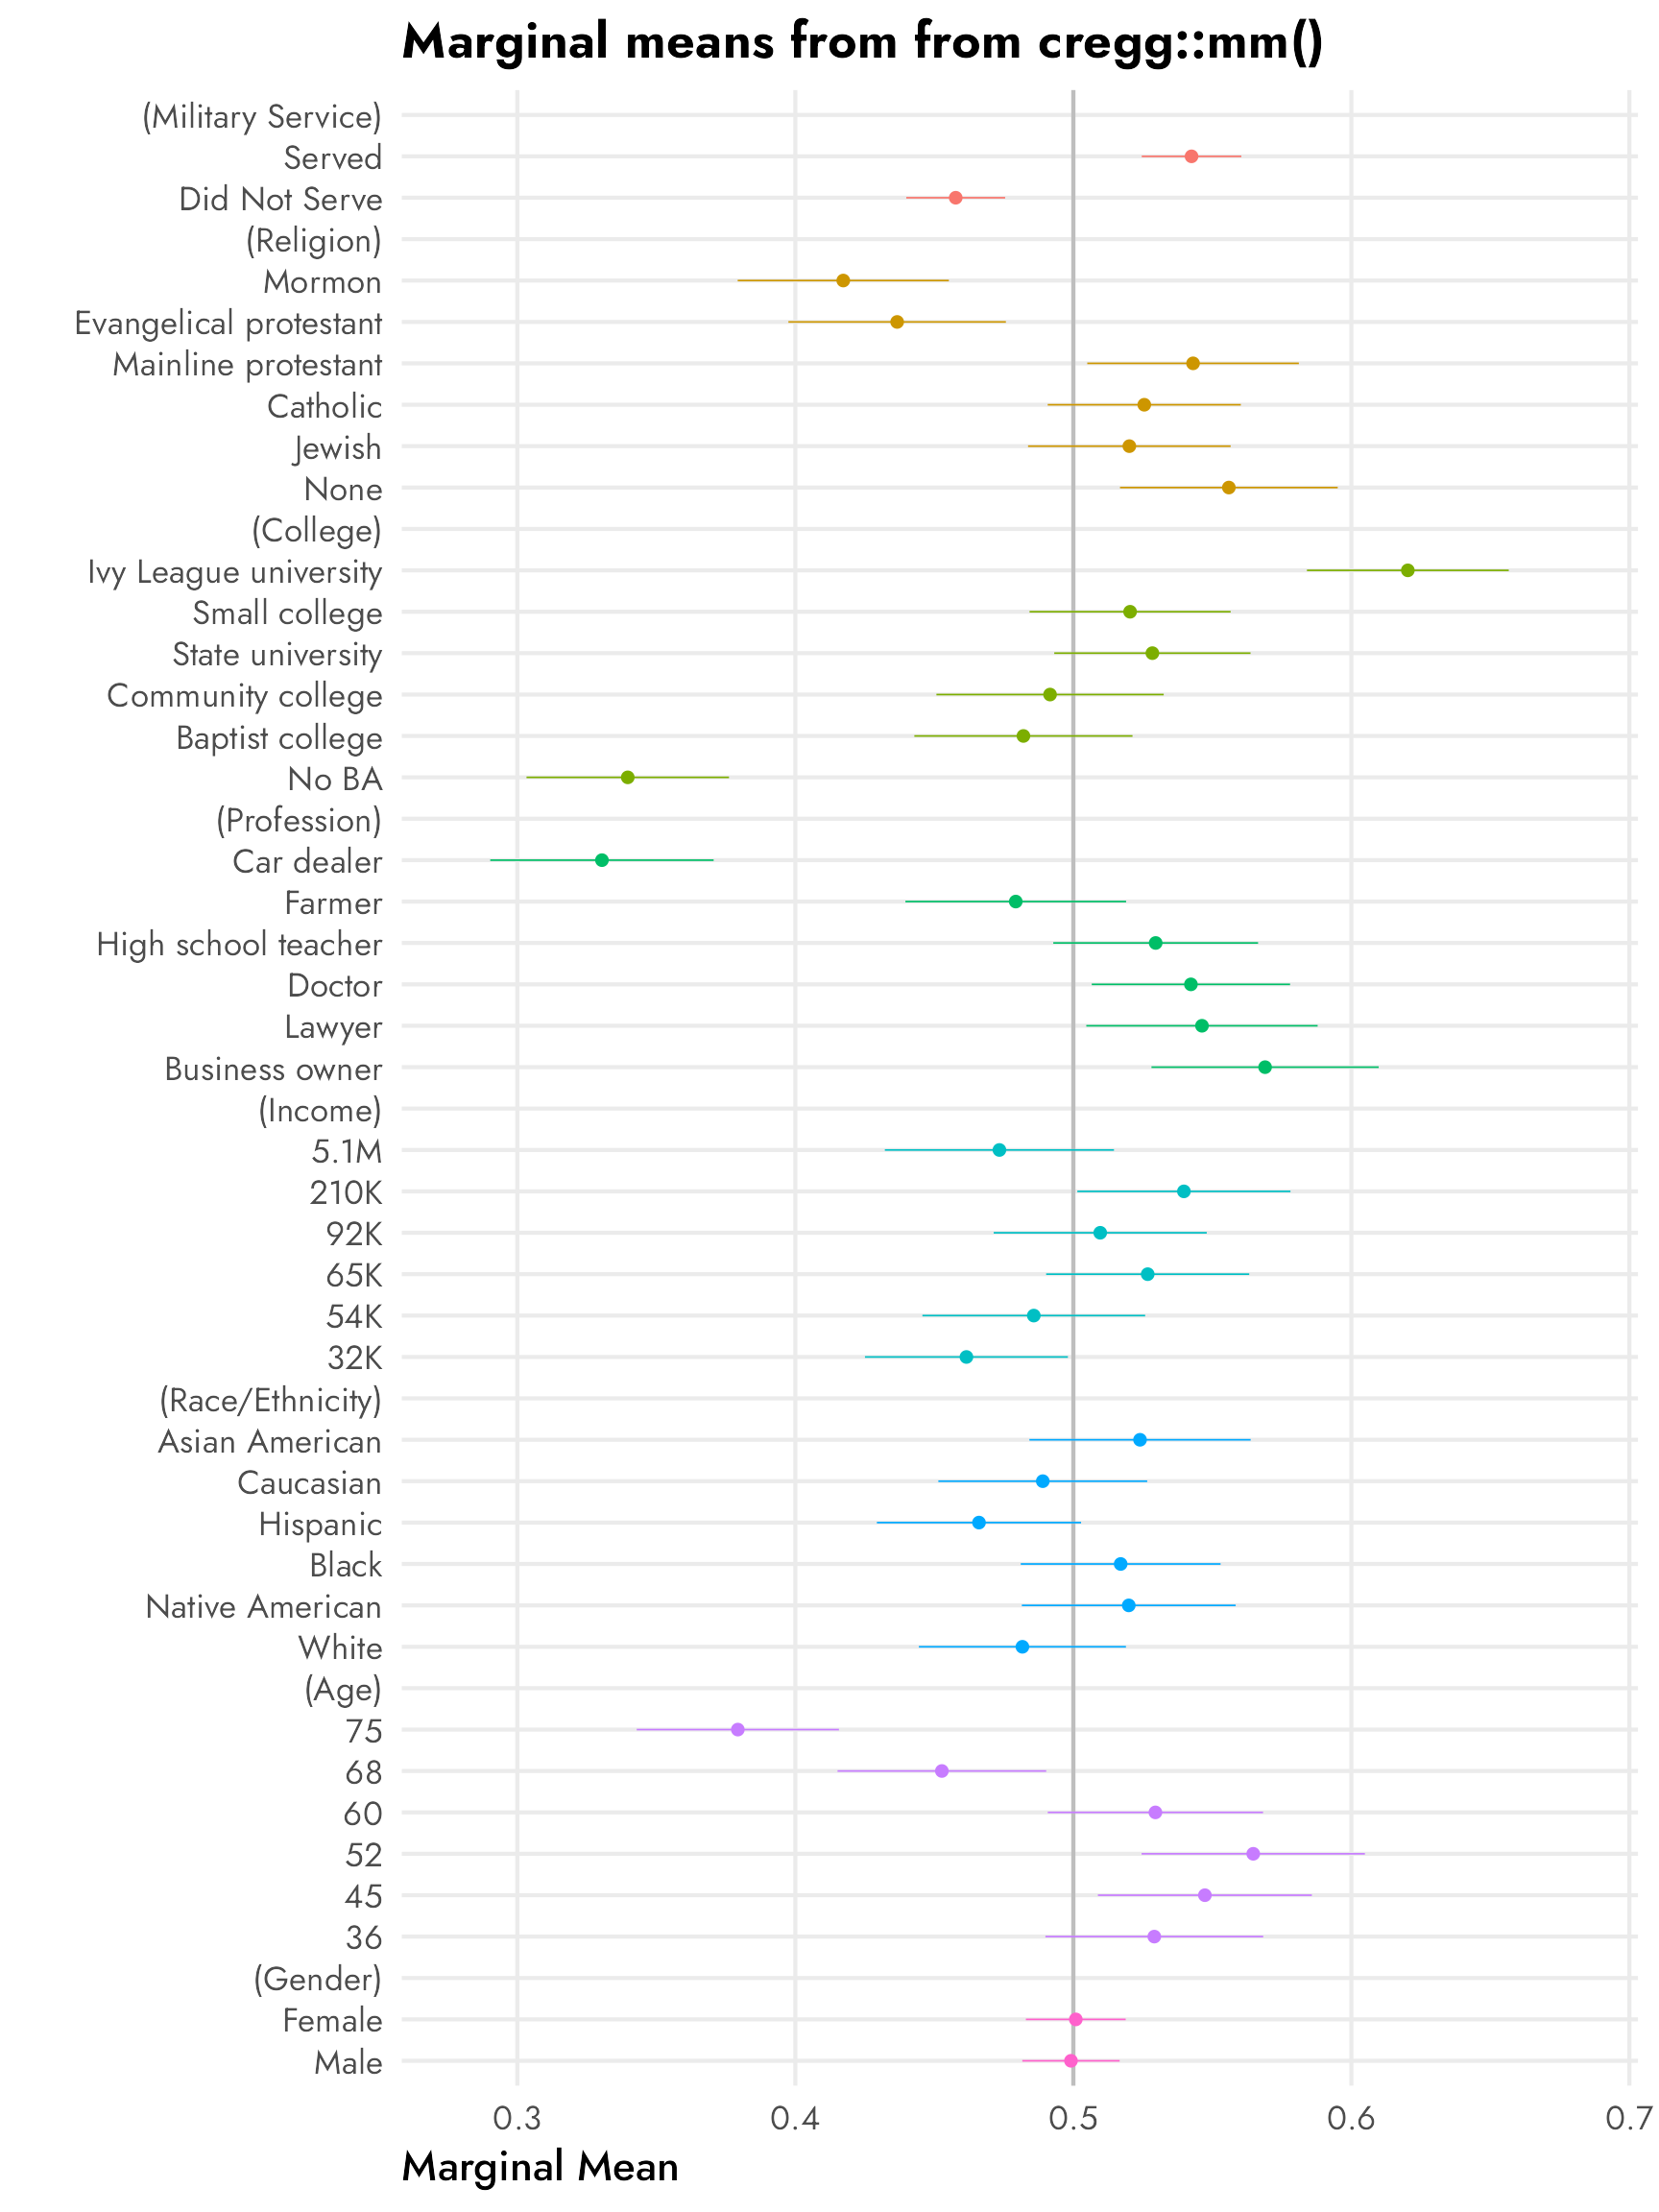 Marginal means from from cregg::mm()
(Military Service)
Served
Did Not Serve
(Religion)
Mormon
Evangelical protestant
Mainline protestant
Catholic
Jewish
None
(College)
Ivy League university
Small college
State university
Community college
Baptist college
No BA
(Profession)
Car dealer
Farmer
High school teacher
Doctor
Lawyer
Business owner
(Income)
5.1M
210K
92K
65K
54K
32K
(Race/Ethnicity)
Asian American
Caucasian
Hispanic
Black
Native American
White
(Age)
75
68
60
52
45
36
(Gender)
Female
Male
0.3 0.4 0.5 0.6 0.7
Marginal Mean